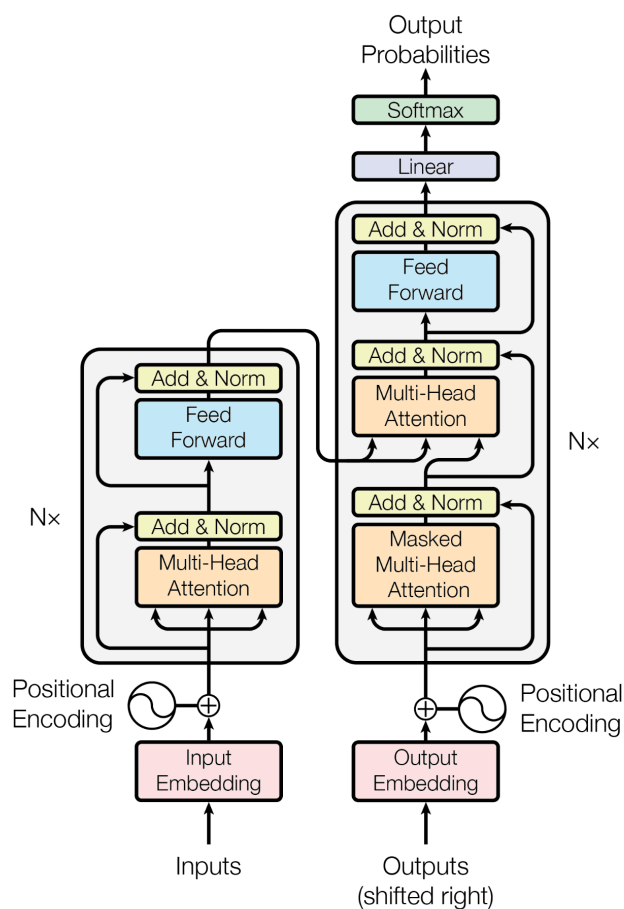 Output
Probabilities
Softmax
Linear
Add & Norm
Feed
Forward
Add & Norm
Multi-Head
Attention
Nx
Add & Norm
Masked
Multi-Head
Attention
Add & Norm
Feed
Forward
Nx
Add & Norm
Multi-Head
Attention
Positional
Encoding
Positional
Encoding
Input
Embedding
Output
Embedding
Inputs
Outputs
(shifted right)